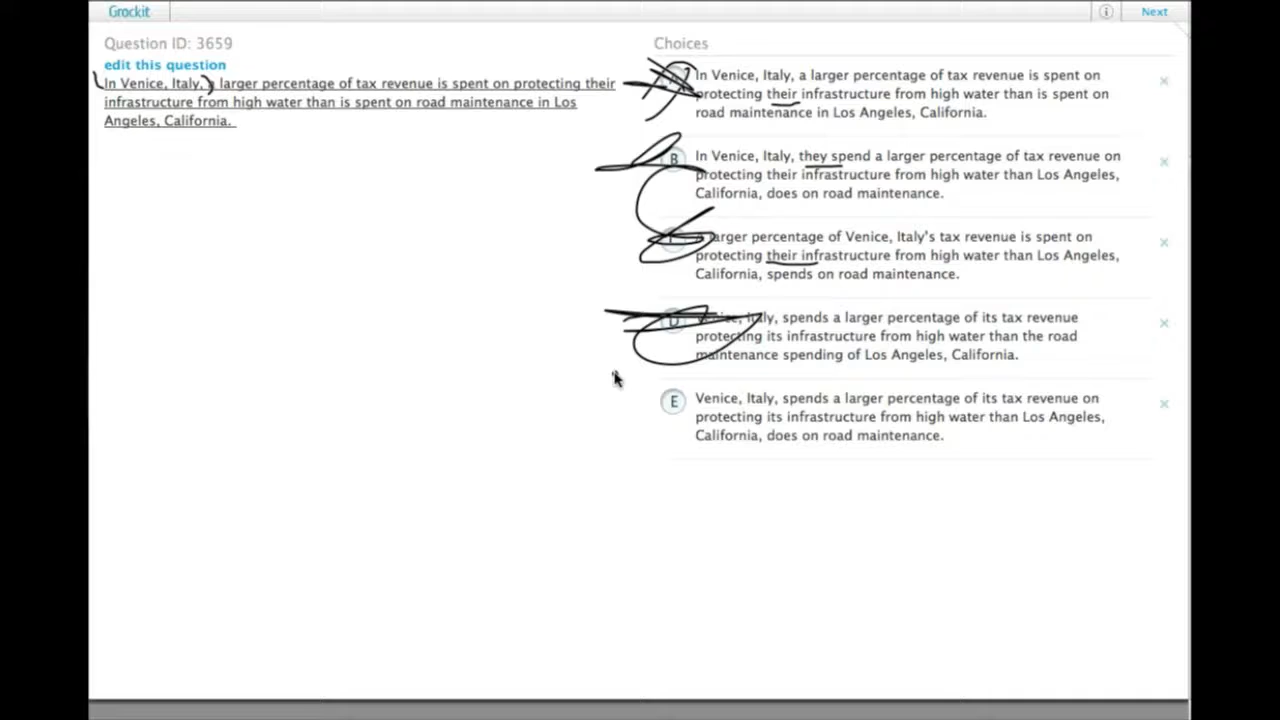 Grockit
Next
Question ID: 3659
edit this question
In Venice, Italy, a larger percentage of tax revenue is spent on protecting their
infrastructure from high water than is spent on road maintenance in Los
Angeles, California.
Choices
In Venice, Italy, a larger percentage of tax revenue is spent on
protecting their infrastructure from high water than is spent on
road maintenance in Los Angeles, California.
B
In Venice, Italy, they spend a larger percentage of tax revenue on
protecting their infrastructure from high water than Los Angeles,
California, does on road maintenance.
larger percentage of Venice, Italy's tax revenue is spent on
protecting their infrastructure from high water than Los Angeles,
California, spends on road maintenance.
D
Venice, Italy, spends a larger percentage of its tax revenue
protecting its infrastructure from high water than the road
maintenance spending of Los Angeles, California.
E
Venice, Italy, spends a larger percentage of its tax revenue on
protecting its infrastructure from high water than Los Angeles,
California, does on road maintenance.